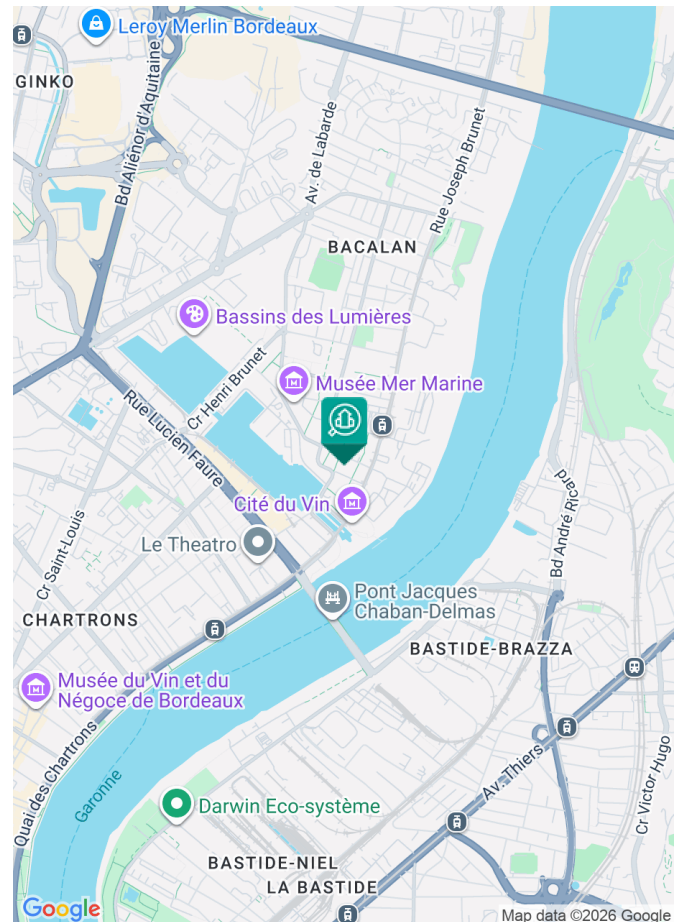 Leroy Merlin Bordeaux
GINKO
Bd Aliénor d'Aquitaine
Av. de Labarde
Rue Joseph Brunet
BACALAN
Bassins des Lumières
Cr Henri Brunet
Musée Mer Marine
Rue Lucien Faure
Cité du Vin
Le Theatro
Cr Saint-Louis
Bd André Ricard
Pont Jacques
Chaban-Delmas
CHARTRONS
BASTIDE-BRAZZA
Musée du Vin et du
Négoce de Bordeaux
Quai des Chartrons
Garonne
Av. Thiers
Cr Victor Hugo
Darwin Eco-système
BASTIDE-NIEL
LA BASTIDE
Google
Map data ©2026 Google